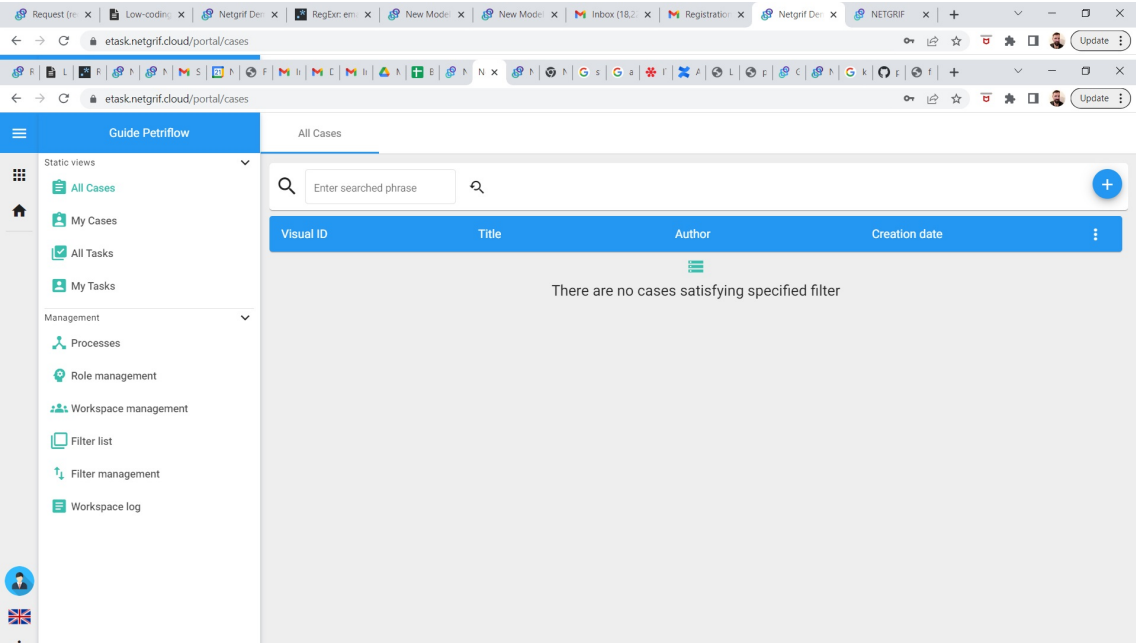 Request (re
Low-coding
Netgrif De
RegExr: em
New Model
New Model
Inbox (18,2
Registration
Netgrif Den
NETGRIF
etask.netgrif.cloud/portal/cases
Update
etask.netgrif.cloud/portal/cases
Update
Guide Petriflow
All Cases
Static views
All Cases
Enter searched phrase
My Cases
Visual ID Title Author Creation date
All Tasks
My Tasks
There are no cases satisfying specified filter
Management
Processes
Role management
Workspace management
Filter list
Filter management
Workspace log